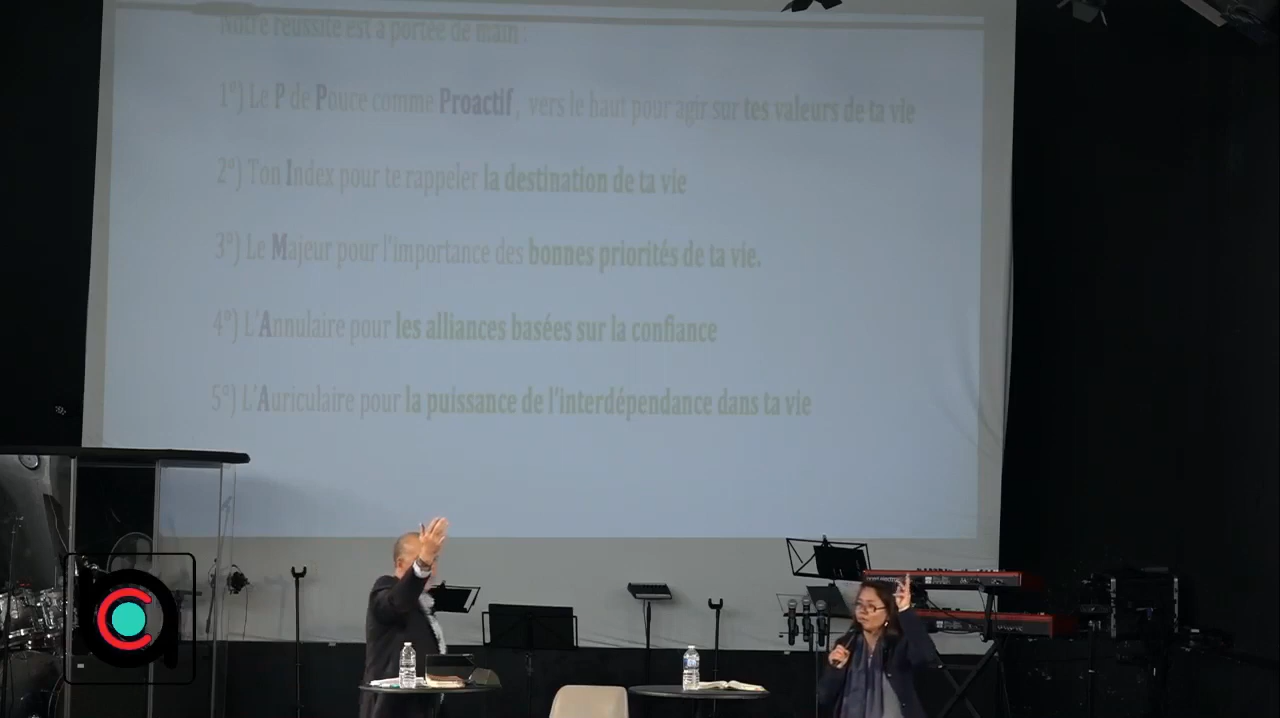 Notre réussite est à portée de main :
1°) Le P de Pouce comme Proactif, vers le haut pour agir sur tes valeurs de ta vie
2°) Ton Index pour te rappeler la destination de ta vie
3°) Le Majeur pour l'importance des bonnes priorités de ta vie.
4°) L'Annulaire pour les alliances basées sur la confiance
5°) L'Auriculaire pour la puissance de l'interdépendance dans ta vie